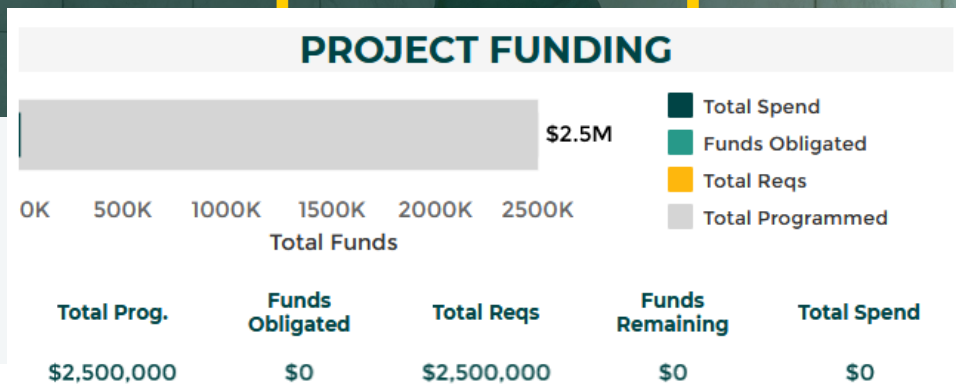 PROJECT FUNDING
$2.5M
Total Spend
Funds Obligated
Total Reqs
Total Programmed
0K 500K 1000K 1500K 2000K 2500K
Total Funds
Total Prog. Funds Obligated Total Reqs Funds Remaining Total Spend
$2,500,000 $0 $2,500,000 $0 $0